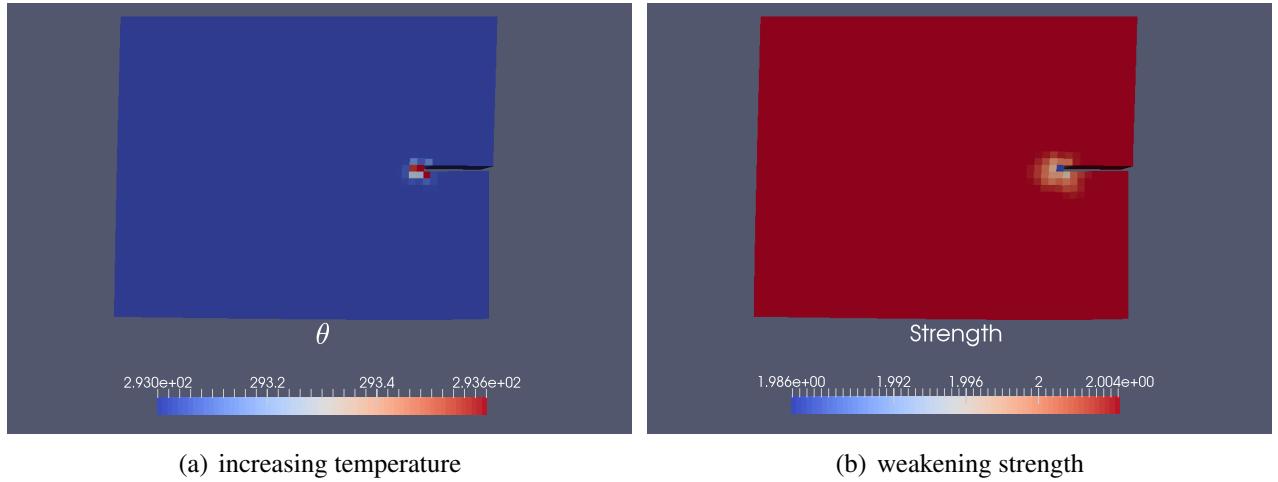 θ
2.930e+02 293.2 293.4 2.936e+02
(a) increasing temperature
Strength
1.986e+00 1.992 1.996 2 2.004e+00
(b) weakening strength